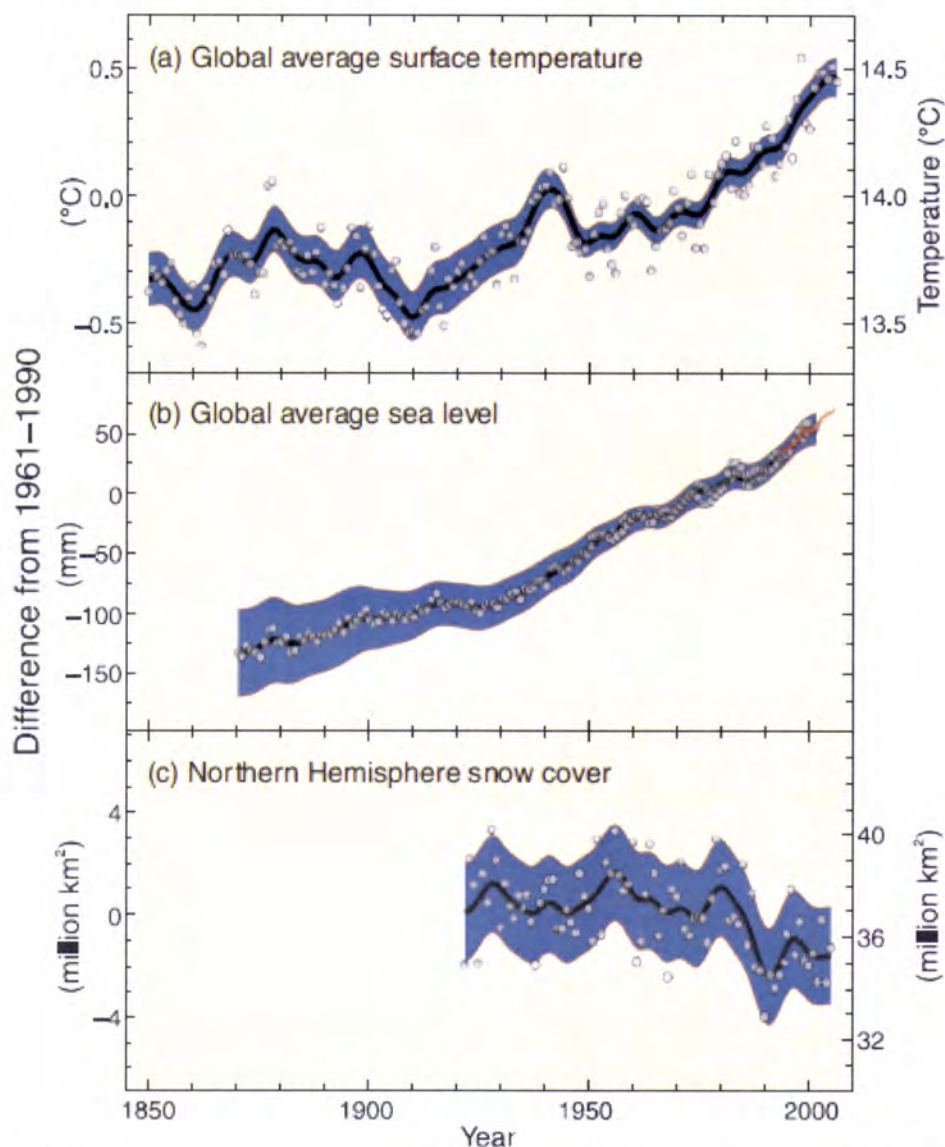 (a) Global average surface temperature
0.5
0.0
−0.5
(°C)
14.5
14.0
13.5
Temperature (°C)
Difference from 1961−1990
(b) Global average sea level
50
0
−50
−100
−150
(mm)
(c) Northern Hemisphere snow cover
4
0
−4
(million km²)
40
36
32
(million km²)
1850
1900
1950
2000
Year